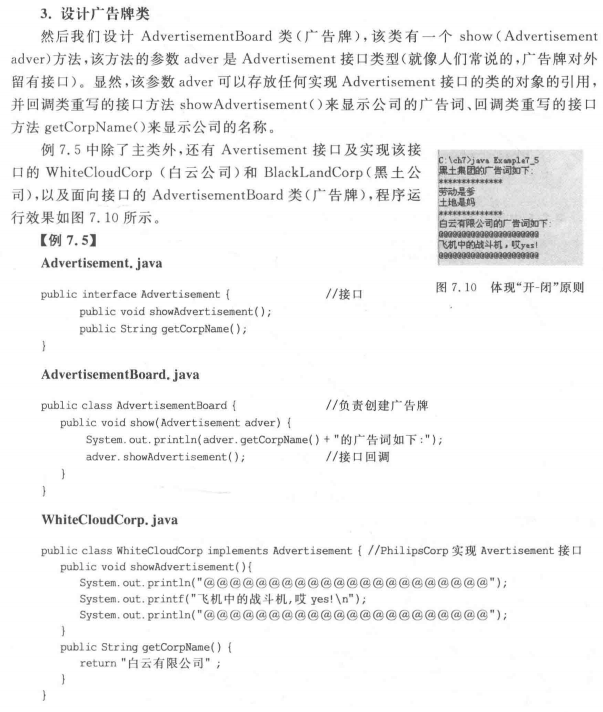 3. 设计广告牌类
然后我们设计 AdvertisementBoard 类(广告牌),该类有一个 show(Advertisement
adver)方法,该方法的参数 adver 是 Advertisement 接口类型(就像人们常说的,广告牌对外
留有接口)。显然,该参数 adver 可以存放任何实现 Advertisement 接口的类的对象的引用,
并回调类重写的接口方法 showAdvertisement()来显示公司的广告词、回调类重写的接口
方法 getCorpName()来显示公司的名称。
例 7.5 中除了主类外,还有 Avertisement 接口及实现该接
口的 WhiteCloudCorp (白云公司)和 BlackLandCorp(黑土公
司),以及面向接口的 AdvertisementBoard 类(广告牌),程序运
行效果如图 7.10 所示。
C:\ch7>java Example7_5
黑土集团的广告词如下:
**************
劳动是爹
土地是妈
**************
白云有限公司的广告词如下:
@@@@@@@@@@@@@@@@@@@@
飞机中的战斗机，哎yes!
@@@@@@@@@@@@@@@@@@@@
图 7.10 体现“开-闭”原则
【例 7.5】
Advertisement.java
public interface Advertisement { //接口
public void showAdvertisement();
public String getCorpName();
}
AdvertisementBoard.java
public class AdvertisementBoard { //负责创建广告牌
public void show(Advertisement adver) {
System.out.println(adver.getCorpName() + "的广告词如下:");
adver.showAdvertisement(); //接口回调
}
}
WhiteCloudCorp.java
public class WhiteCloudCorp implements Advertisement { //PhilipsCorp 实现 Avertisement 接口
public void showAdvertisement(){
System.out.println("@@@@@@@@@@@@@@@@@@@@@@");
System.out.printf("飞机中的战斗机,哎 yes!\n");
System.out.println("@@@@@@@@@@@@@@@@@@@@@@");
}
public String getCorpName() {
return "白云有限公司" ;
}
}